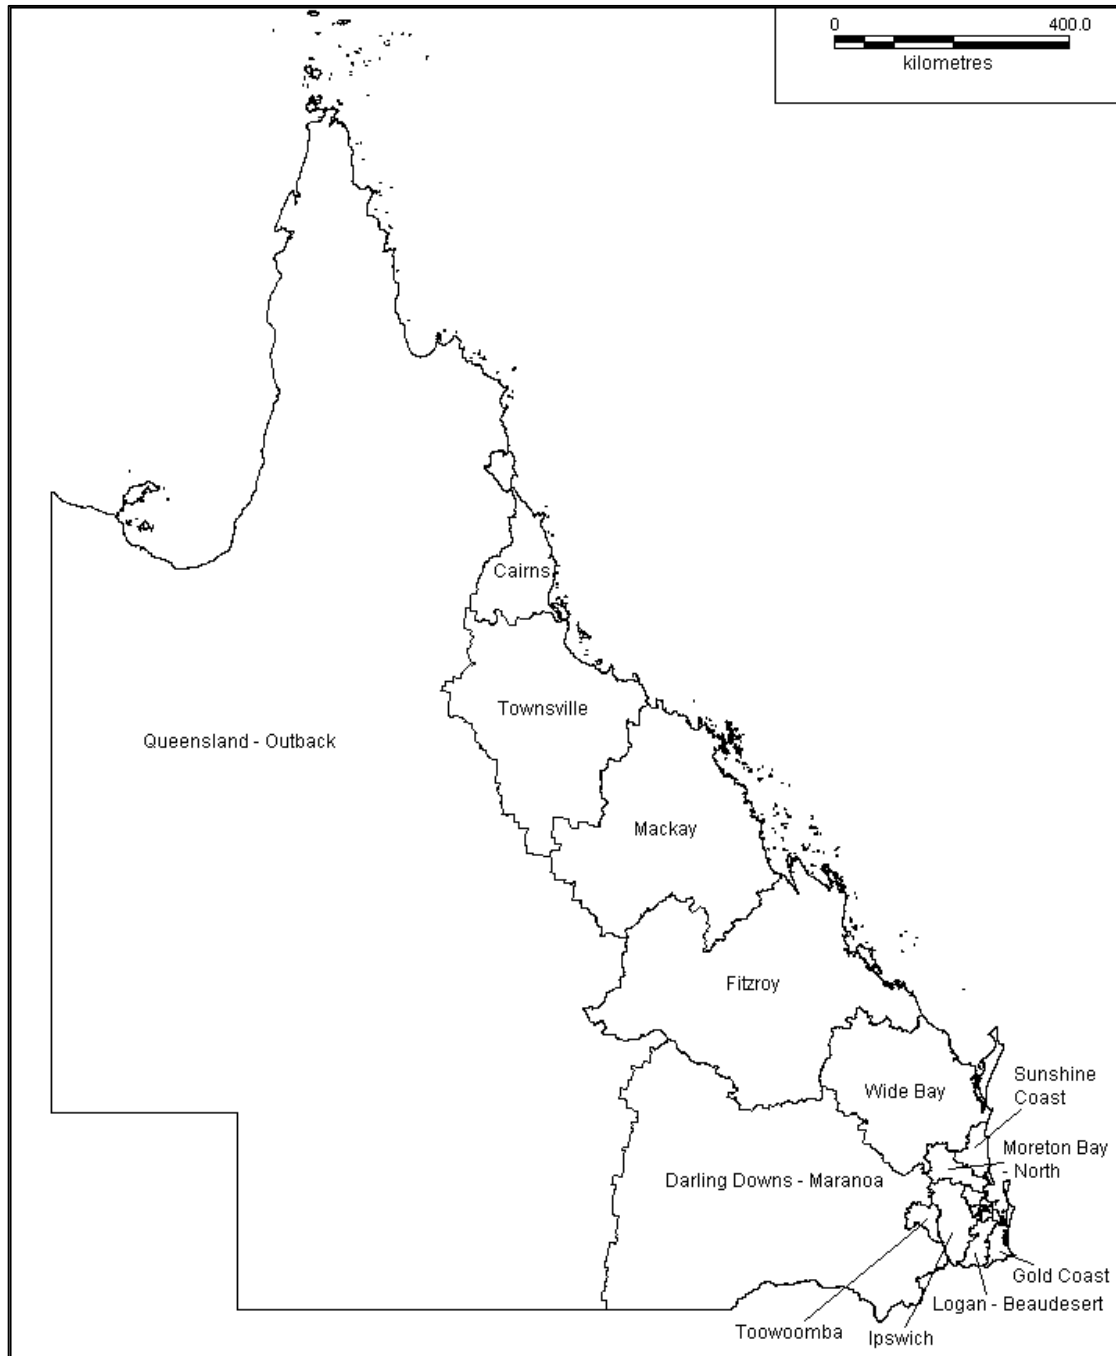 0 400.0
kilometres
Cairns
Townsville
Queensland - Outback
Mackay
Fitzroy
Sunshine
Coast
Wide Bay
Moreton Bay
- North
Darling Downs - Maranoa
Gold Coast
Logan - Beaudesert
Toowoomba
Ipswich